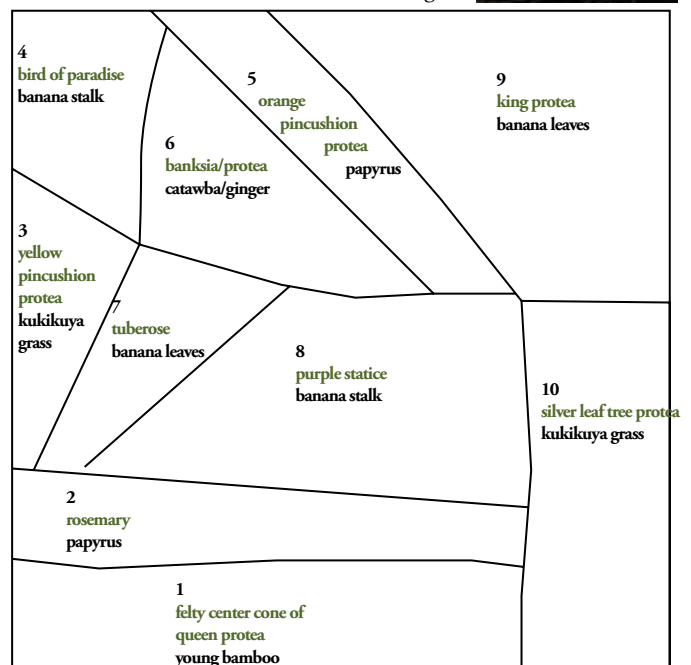 4
bird of paradise
banana stalk
5
orange
pincushion
protea
papyrus
9
king protea
banana leaves
6
banksia/protea
catawba/ginger
3
yellow
pincushion
protea
kukikuya
grass
7
tuberose
banana leaves
8
purple statice
banana stalk
10
silver leaf tree protea
kukikuya grass
2
rosemary
papyrus
1
felty center cone of
queen protea
young bamboo